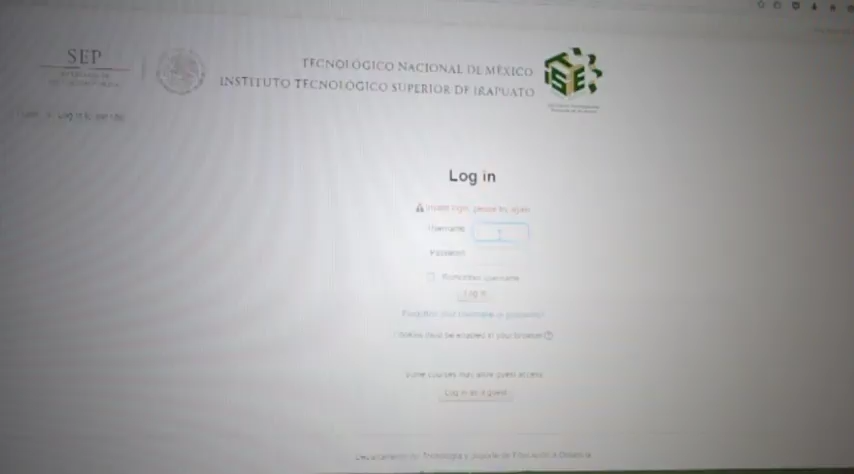 SEP
TECNOLÓGICO NACIONAL DE MÉXICO
INSTITUTO TECNOLÓGICO SUPERIOR DE IRAPUATO
Log in
Invalid login, please try again
Username
Password
Remember username
Log in
Forgotten your username or password?
Cookies must be enabled in your browser
Some courses may allow guest access
Log in as a guest